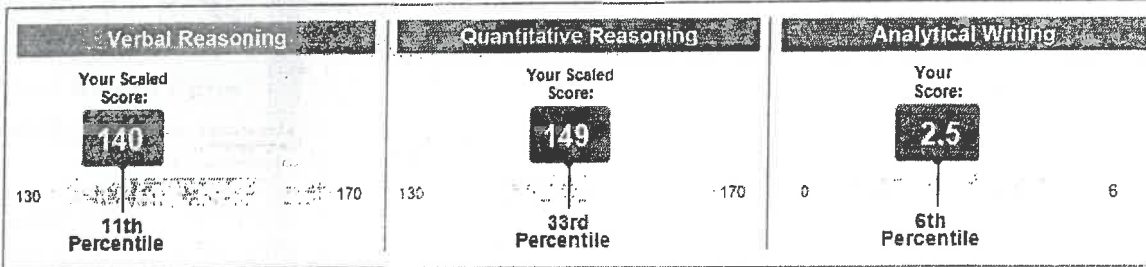 Verbal Reasoning
Your Scaled
Score:
140
130
170
11th
Percentile
Quantitative Reasoning
Your Scaled
Score:
149
130
170
33rd
Percentile
Analytical Writing
Your
Score:
2.5
0
6
6th
Percentile